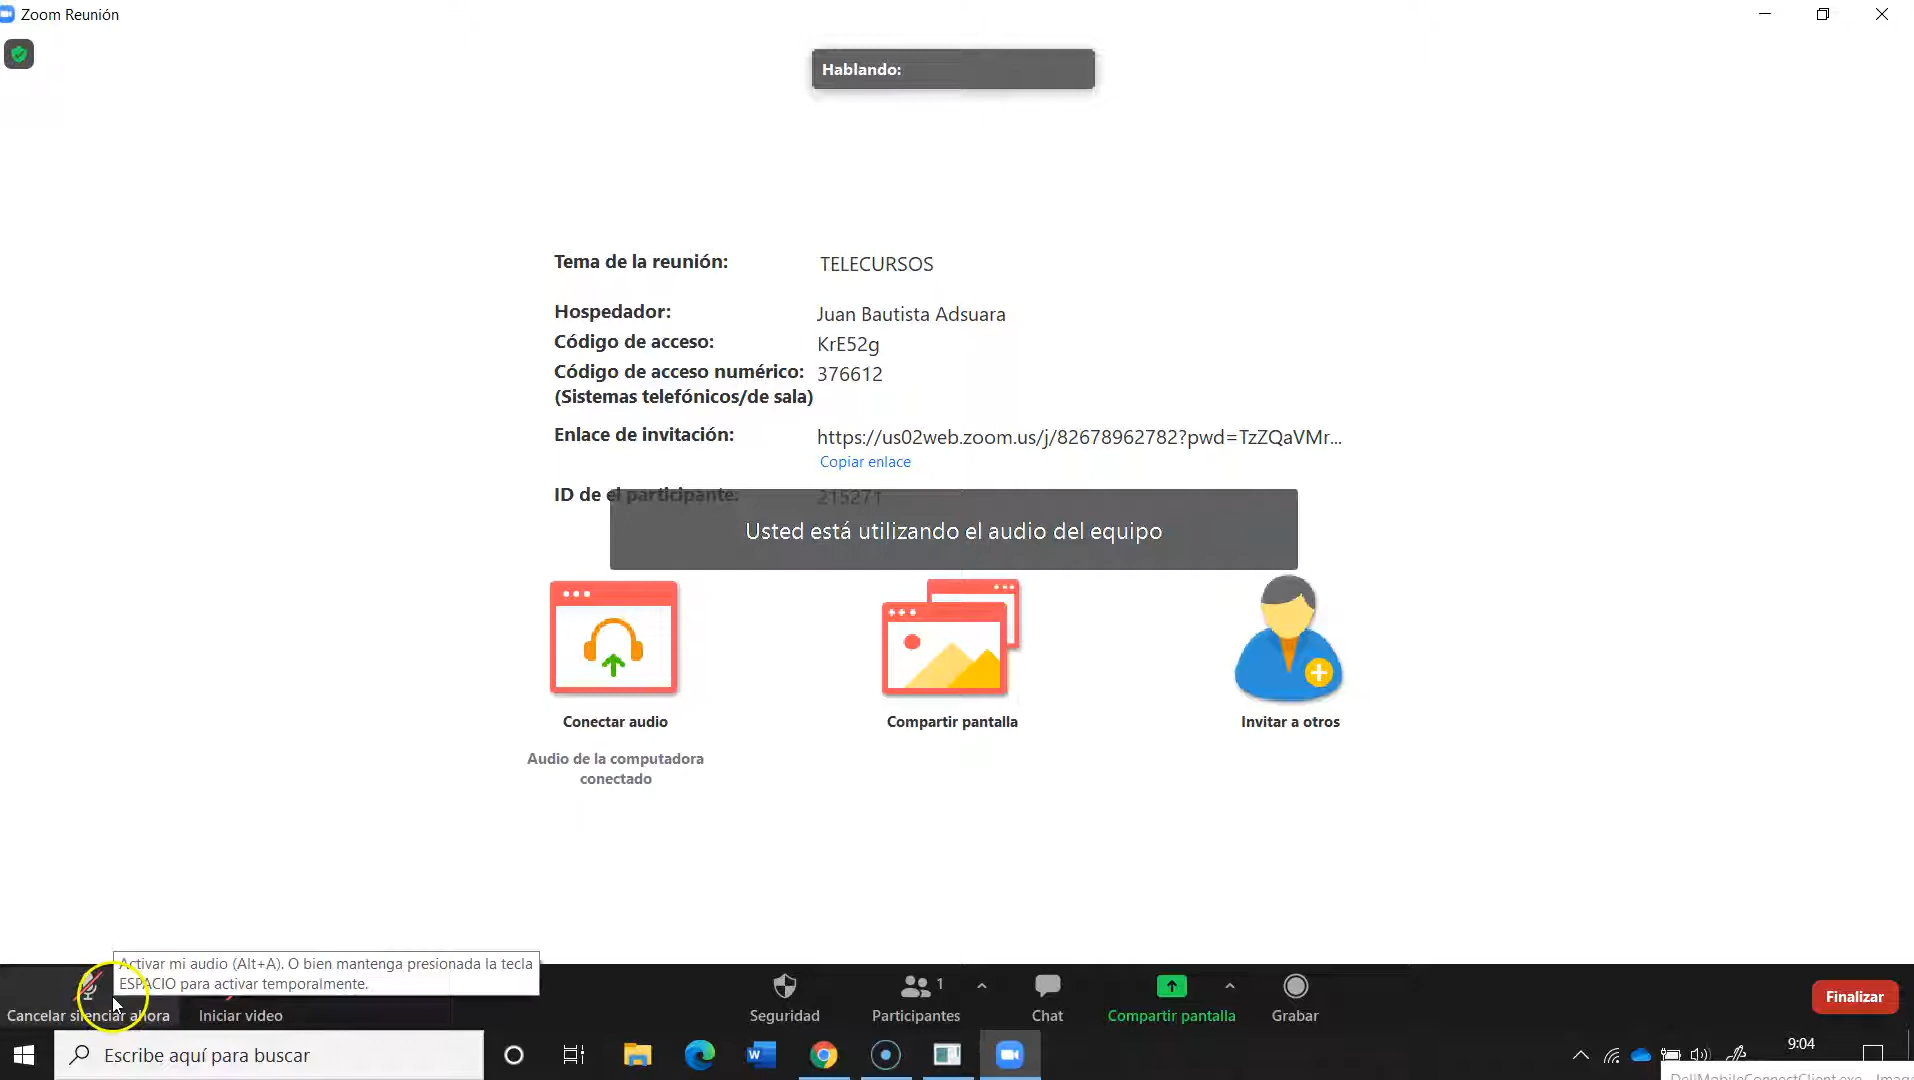 Zoom Reunión
Hablando:
Tema de la reunión: TELECURSOS
Hospedador: Juan Bautista Adsuara
Código de acceso: KrE52g
Código de acceso numérico: 376612
(Sistemas telefónicos/de sala)
Enlace de invitación: https://us02web.zoom.us/j/82678962782?pwd=TzZQaVMr...
Copiar enlace
ID de el participante: 215271
Usted está utilizando el audio del equipo
Conectar audio
Compartir pantalla
Invitar a otros
Audio de la computadora
conectado
Activar mi audio (Alt+A). O bien mantenga presionada la tecla
ESPACIO para activar temporalmente.
Cancelar silenciar ahora
Iniciar video
Seguridad
1
Participantes
Chat
Compartir pantalla
Grabar
Finalizar
Escribe aquí para buscar
9:04